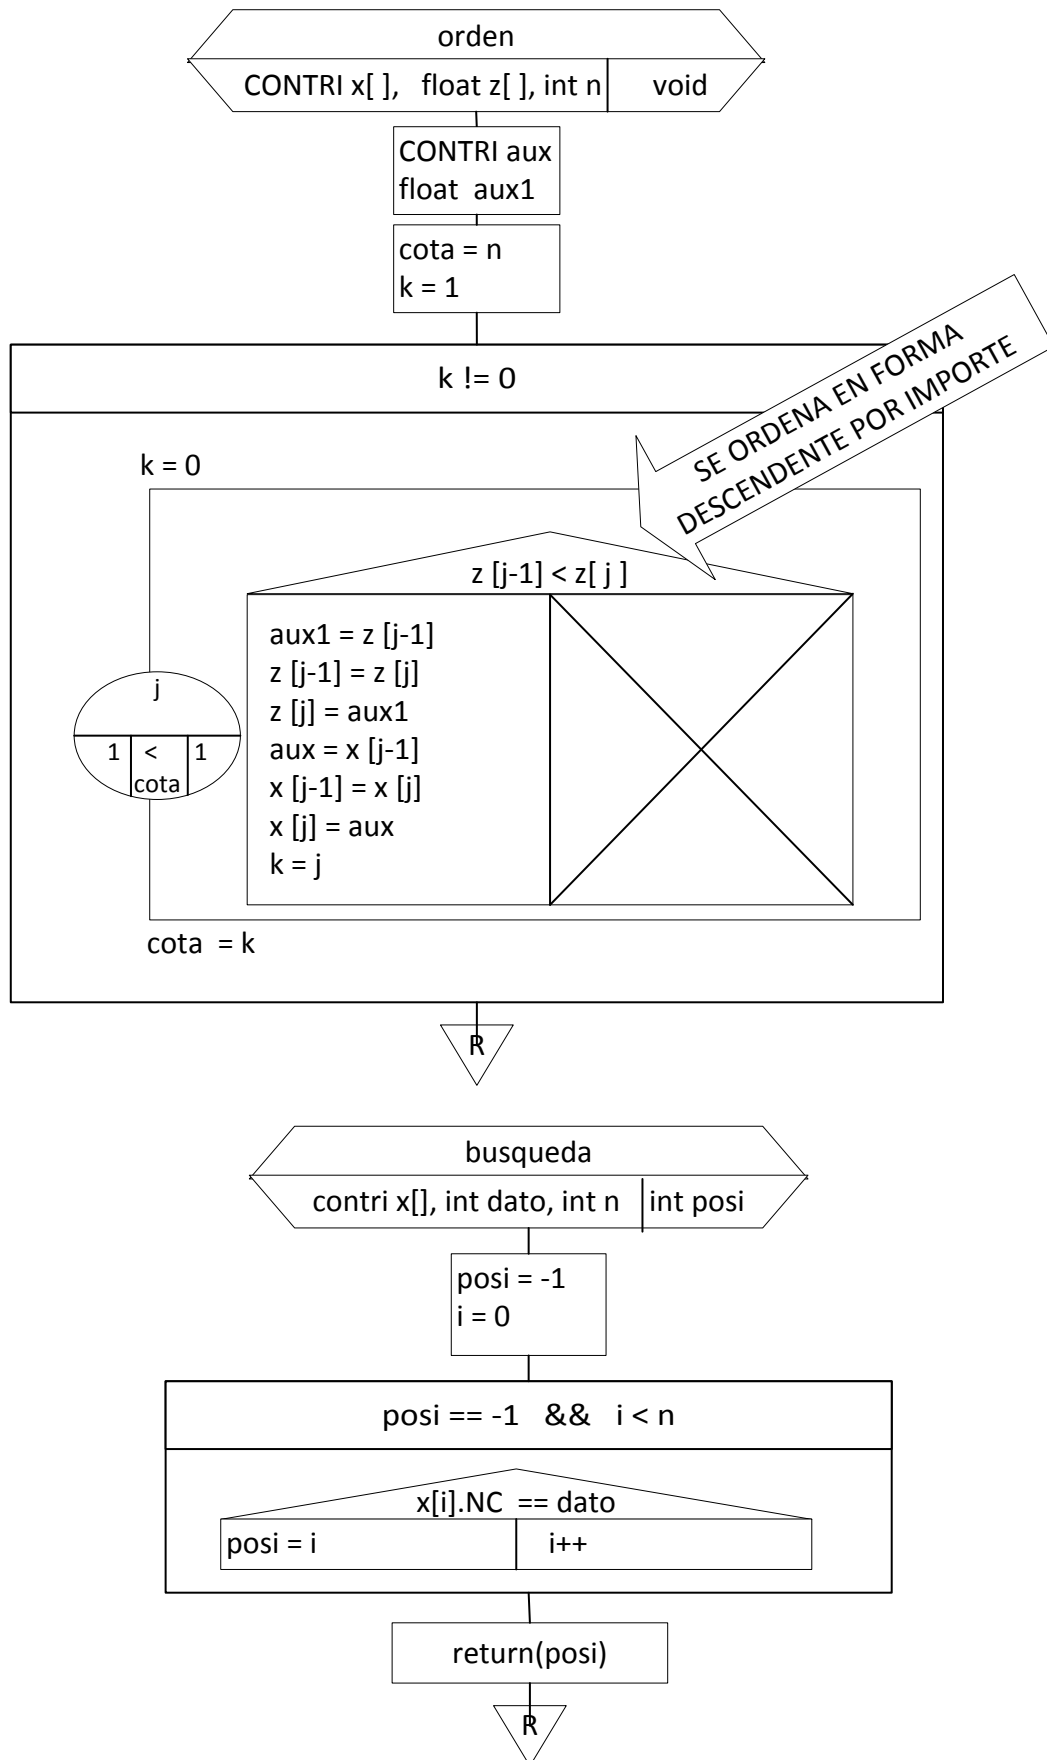 orden
CONTRI x[ ],   float z[ ], int n   void
CONTRI aux
float  aux1
cota = n
k = 1
k != 0
SE ORDENA EN FORMA
DESCENDENTE POR IMPORTE
k = 0
z [j-1] < z[ j ]
aux1 = z [j-1]
z [j-1] = z [j]
z [j] = aux1
aux = x [j-1]
x [j-1] = x [j]
x [j] = aux
k = j
j
1 < 1
cota
cota  = k
R
busqueda
contri x[], int dato, int n   int posi
posi = -1
i = 0
posi == -1   &&   i < n
x[i].NC  == dato
posi = i   i++
return(posi)
R